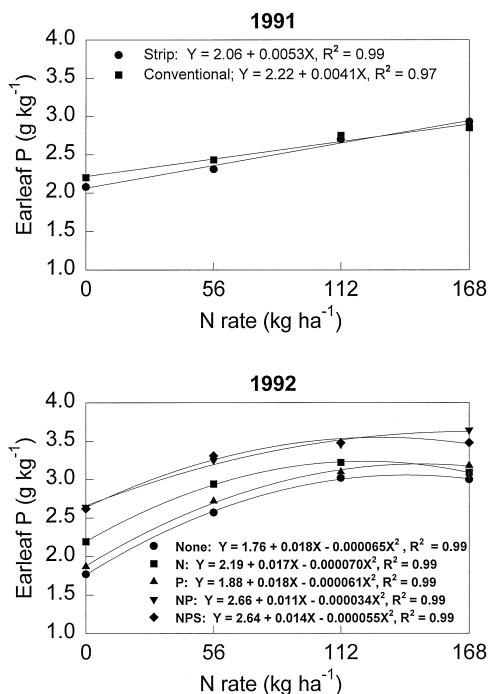 1991
4.0
3.5
3.0
2.5
2.0
1.5
1.0
Earleaf P (g kg⁻¹)
Strip: Y = 2.06 + 0.0053X, R² = 0.99
Conventional; Y = 2.22 + 0.0041X, R² = 0.97
0 56 112 168
N rate (kg ha⁻¹)
1992
4.0
3.5
3.0
2.5
2.0
1.5
1.0
Earleaf P (g kg⁻¹)
None: Y = 1.76 + 0.018X - 0.000065X², R² = 0.99
N: Y = 2.19 + 0.017X - 0.000070X², R² = 0.99
P: Y = 1.88 + 0.018X - 0.000061X², R² = 0.99
NP: Y = 2.66 + 0.011X - 0.000034X², R² = 0.99
NPS: Y = 2.64 + 0.014X - 0.000055X², R² = 0.99
0 56 112 168
N rate (kg ha⁻¹)